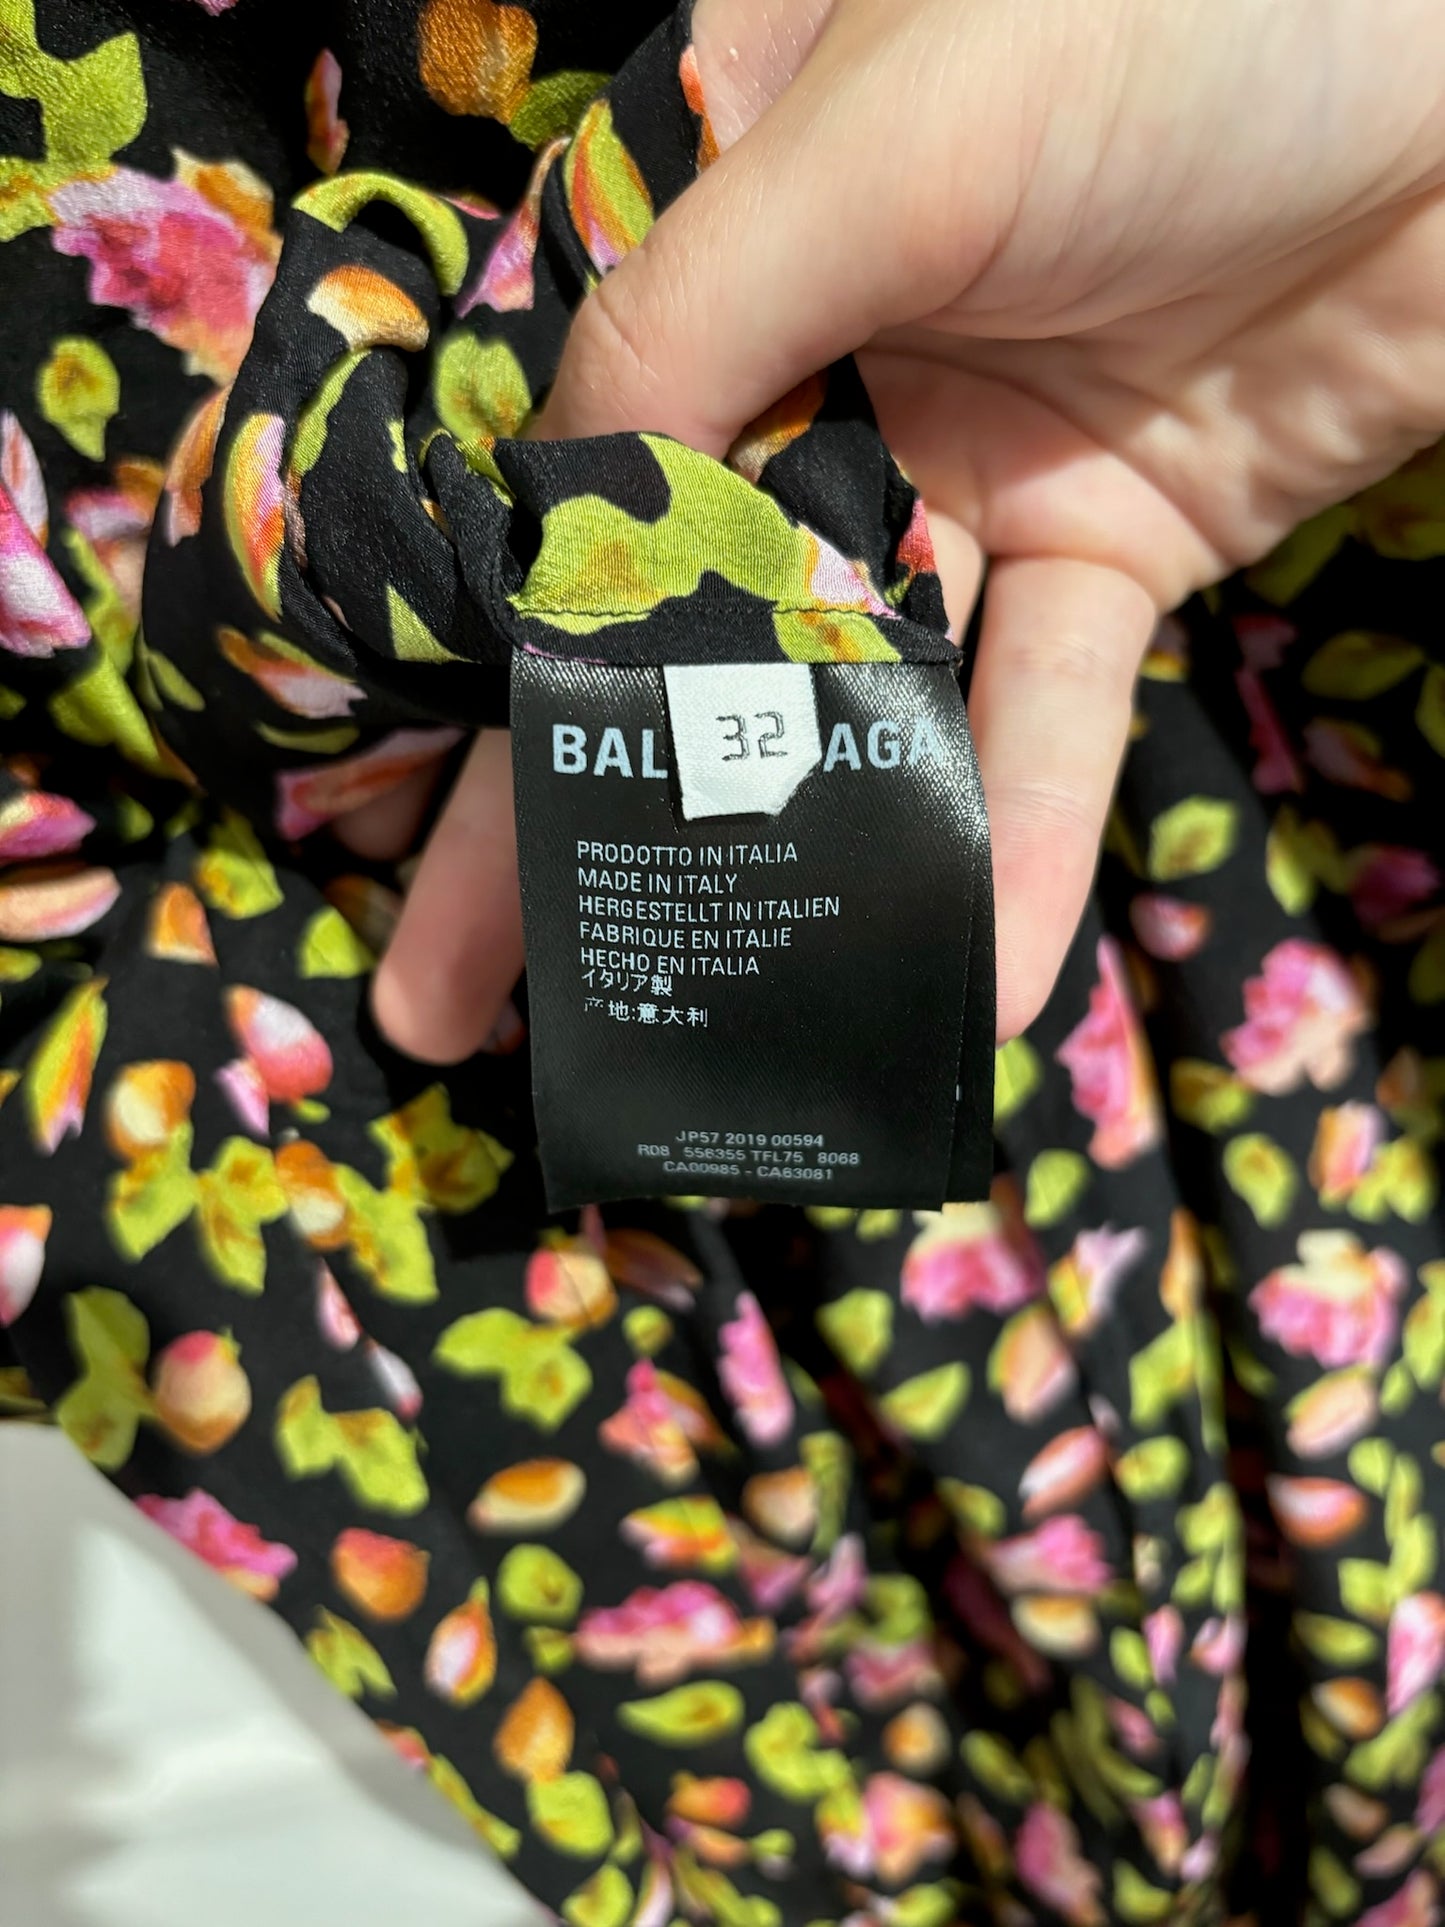 32
BAL AGA
PRODOTTO IN ITALIA
MADE IN ITALY
HERGESTELLT IN ITALIEN
FABRIQUE EN ITALIE
HECHO EN ITALIA
イタリア製
产地:意大利
JP57 2019 00594
R08 556355 TFL75 8068
CA00985 - CA63081